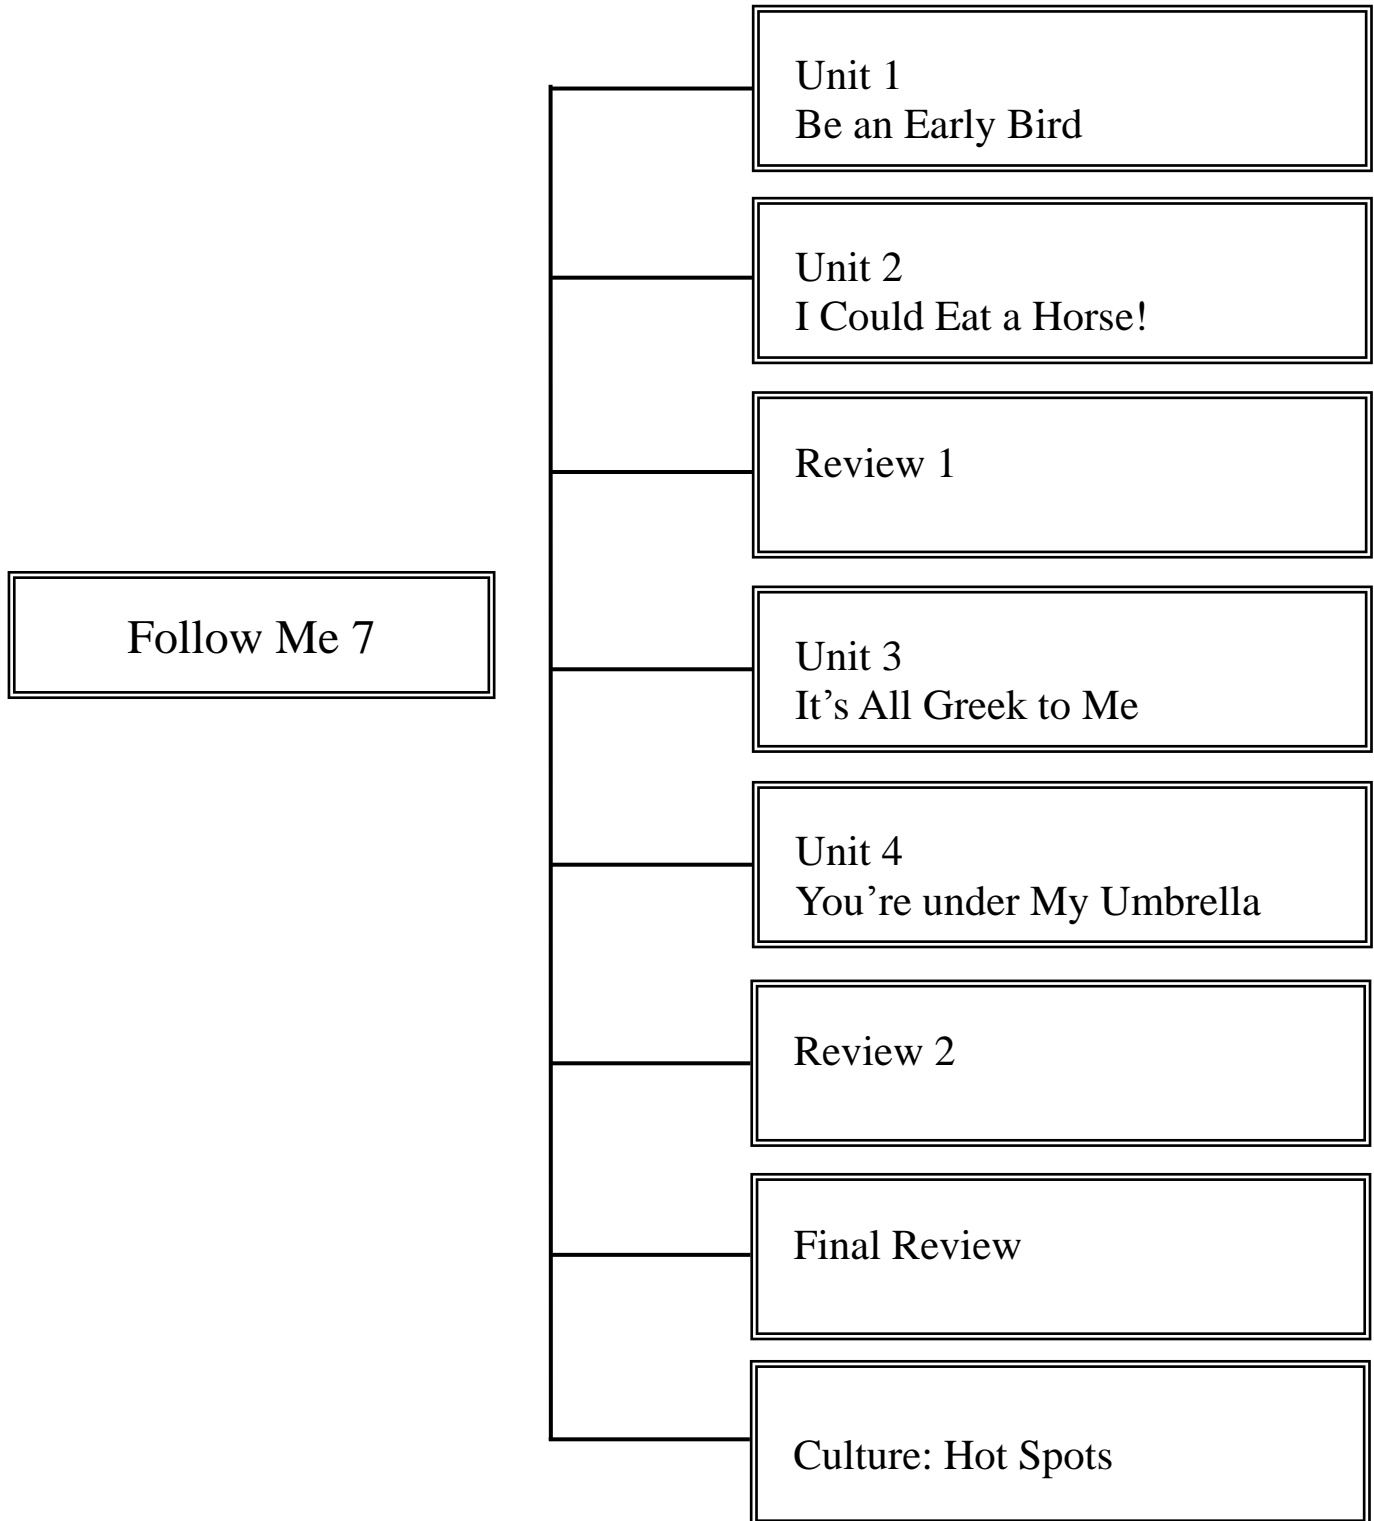 Unit 1
Be an Early Bird
Unit 2
I Could Eat a Horse!
Review 1
Follow Me 7
Unit 3
It’s All Greek to Me
Unit 4
You’re under My Umbrella
Review 2
Final Review
Culture: Hot Spots